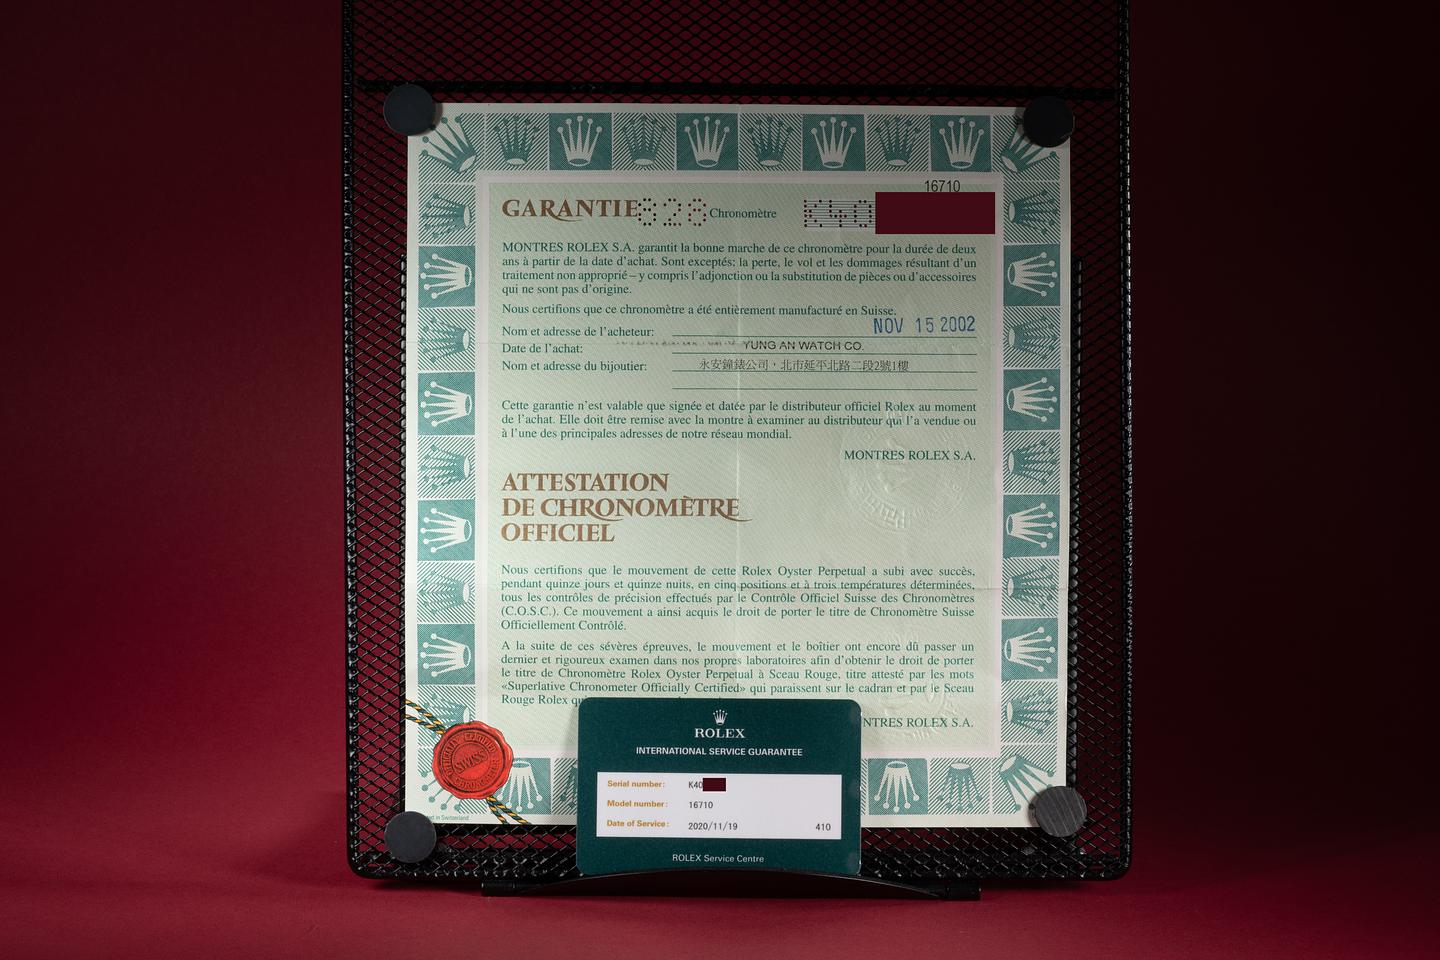 16710
GARANTIE 828 Chronomètre K40
MONTRES ROLEX S.A. garantit la bonne marche de ce chronomètre pour la durée de deux
ans à partir de la date d'achat. Sont exceptés: la perte, le vol et les dommages résultant d'un
traitement non approprié – y compris l'adjonction ou la substitution de pièces ou d'accessoires
qui ne sont pas d'origine.
Nous certifions que ce chronomètre a été entièrement manufacturé en Suisse.
NOV 15 2002
Nom et adresse de l'acheteur:
Date de l'achat: YUNG AN WATCH CO.
Nom et adresse du bijoutier: 永安鐘錶公司，北市延平北路二段2號1樓
Cette garantie n'est valable que signée et datée par le distributeur officiel Rolex au moment
de l'achat. Elle doit être remise avec la montre à examiner au distributeur qui l'a vendue ou
à l'une des principales adresses de notre réseau mondial.
MONTRES ROLEX S.A.
ATTESTATION
DE CHRONOMÈTRE
OFFICIEL
Nous certifions que le mouvement de cette Rolex Oyster Perpetual a subi avec succès,
pendant quinze jours et quinze nuits, en cinq positions et à trois températures déterminées,
tous les contrôles de précision effectués par le Contrôle Officiel Suisse des Chronomètres
(C.O.S.C.). Ce mouvement a ainsi acquis le droit de porter le titre de Chronomètre Suisse
Officiellement Contrôlé.
A la suite de ces sévères épreuves, le mouvement et le boîtier ont encore dû passer un
dernier et rigoureux examen dans nos propres laboratoires afin d'obtenir le droit de porter
le titre de Chronomètre Rolex Oyster Perpetual à Sceau Rouge, titre attesté par les mots
«Superlative Chronometer Officially Certified» qui paraissent sur le cadran et par le Sceau
Rouge Rolex qu
NTRES ROLEX S.A.
SWISS
in Switzerland
ROLEX
INTERNATIONAL SERVICE GUARANTEE
Serial number: K40
Model number: 16710
Date of Service: 2020/11/19 410
ROLEX Service Centre